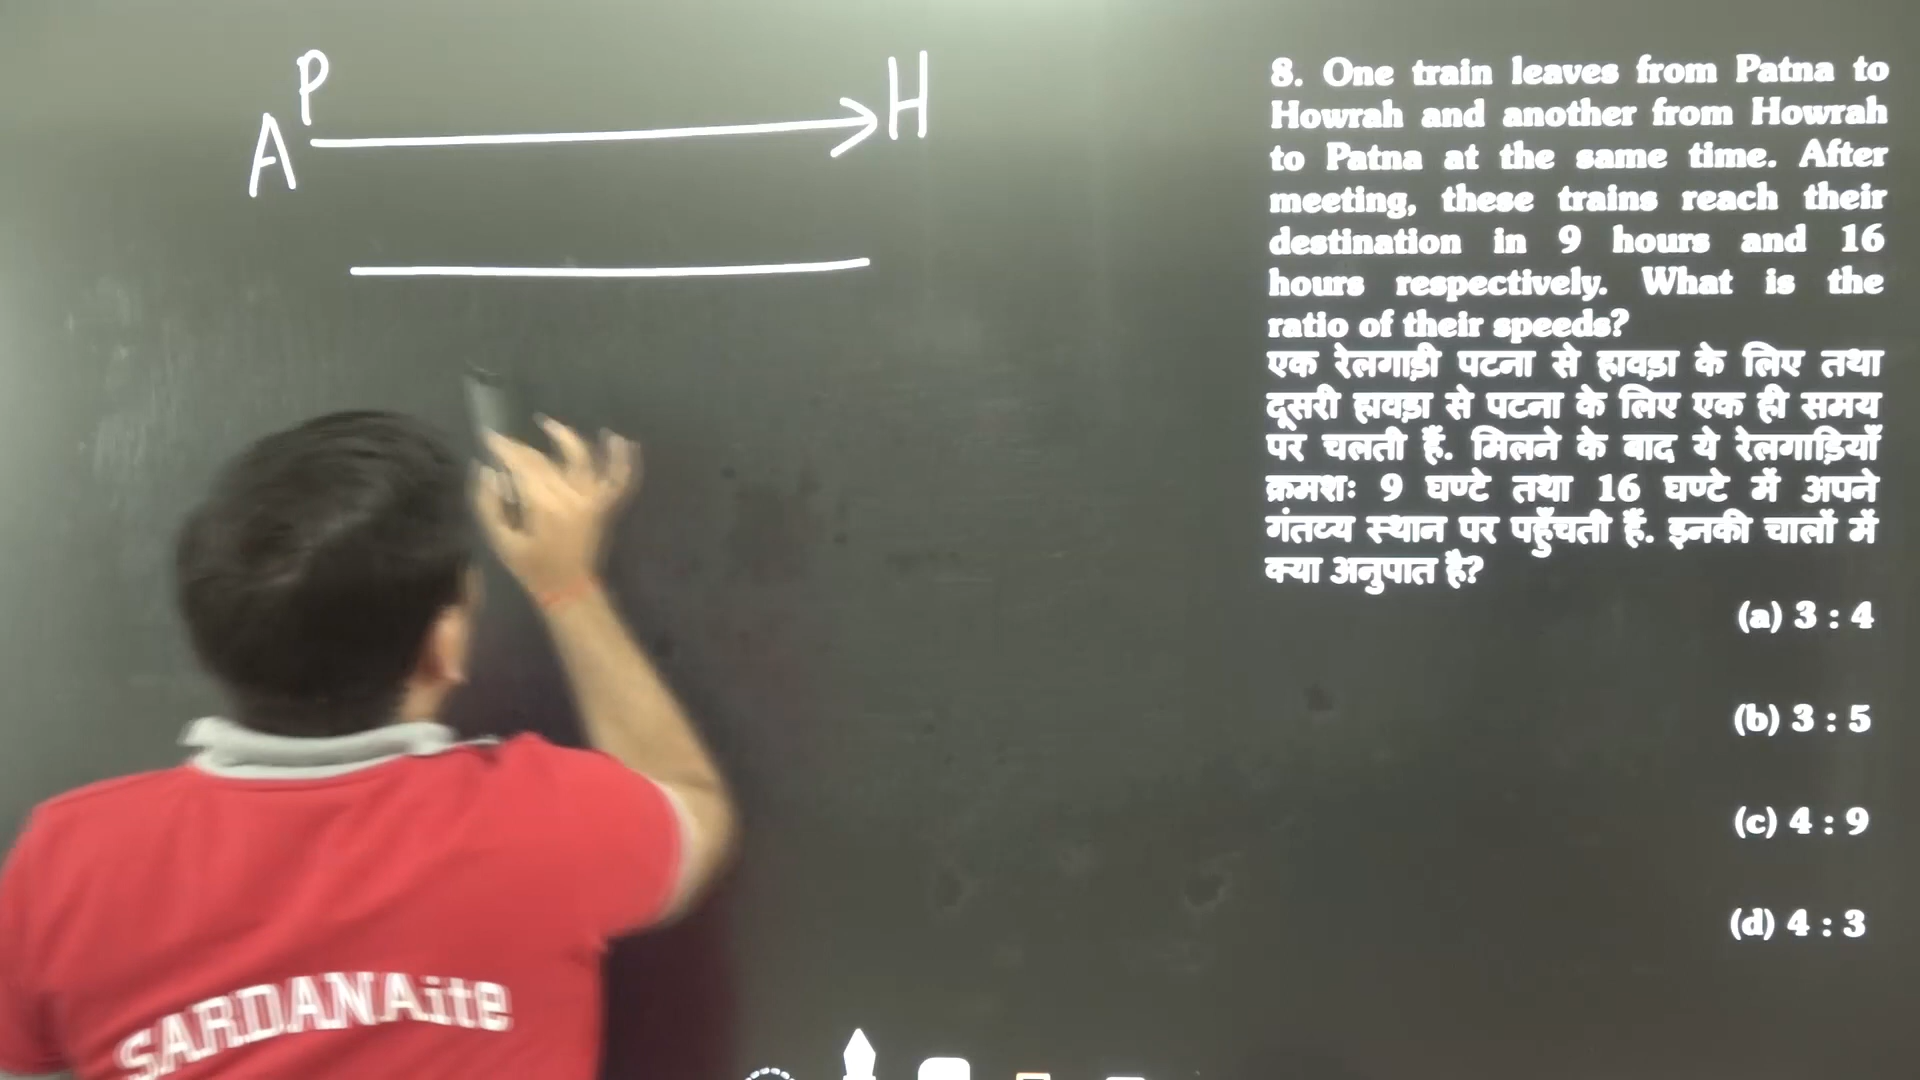 P
H
A
8. One train leaves from Patna to
Howrah and another from Howrah
to Patna at the same time. After
meeting, these trains reach their
destination in 9 hours and 16
hours respectively. What is the
ratio of their speeds?
एक रेलगाड़ी पटना से हावड़ा के लिए तथा
दूसरी हावड़ा से पटना के लिए एक ही समय
पर चलती हैं. मिलने के बाद ये रेलगाड़ियाँ
क्रमशः 9 घण्टे तथा 16 घण्टे में अपने
गंतव्य स्थान पर पहुँचती हैं. इनकी चालों में
क्या अनुपात है?
(a) 3 : 4
(b) 3 : 5
(c) 4 : 9
(d) 4 : 3
SARDANAite